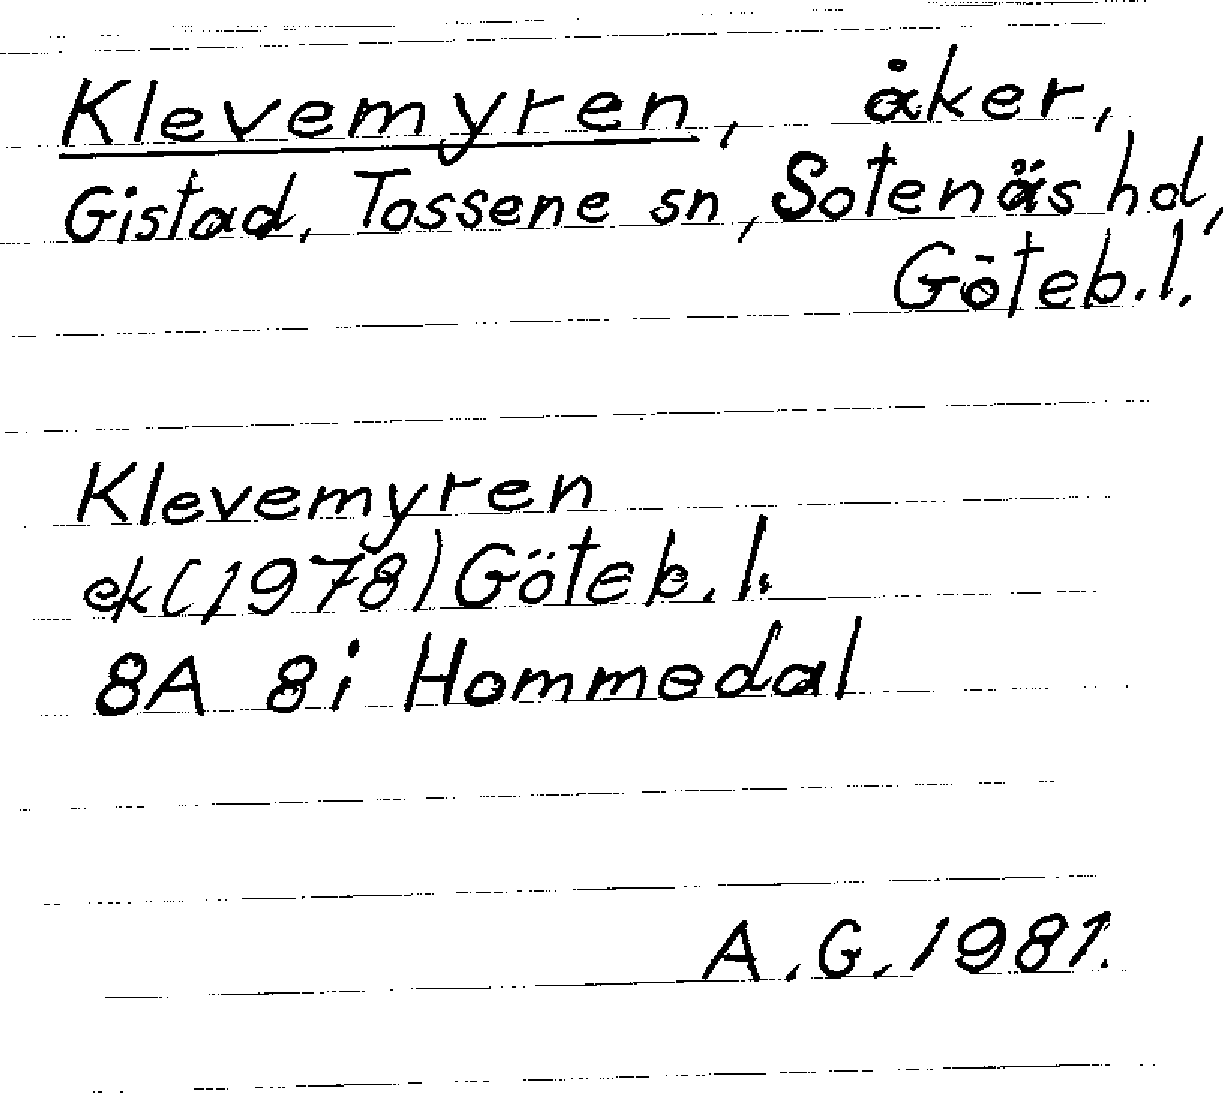 Klevemyren, åker,
Gistad, Tossene sn, Sotenäs hd,
Göteb.l.
Klevemyren
ek(1978) Göteb.l.
8A 8i Hommedal
A.G. 1981.